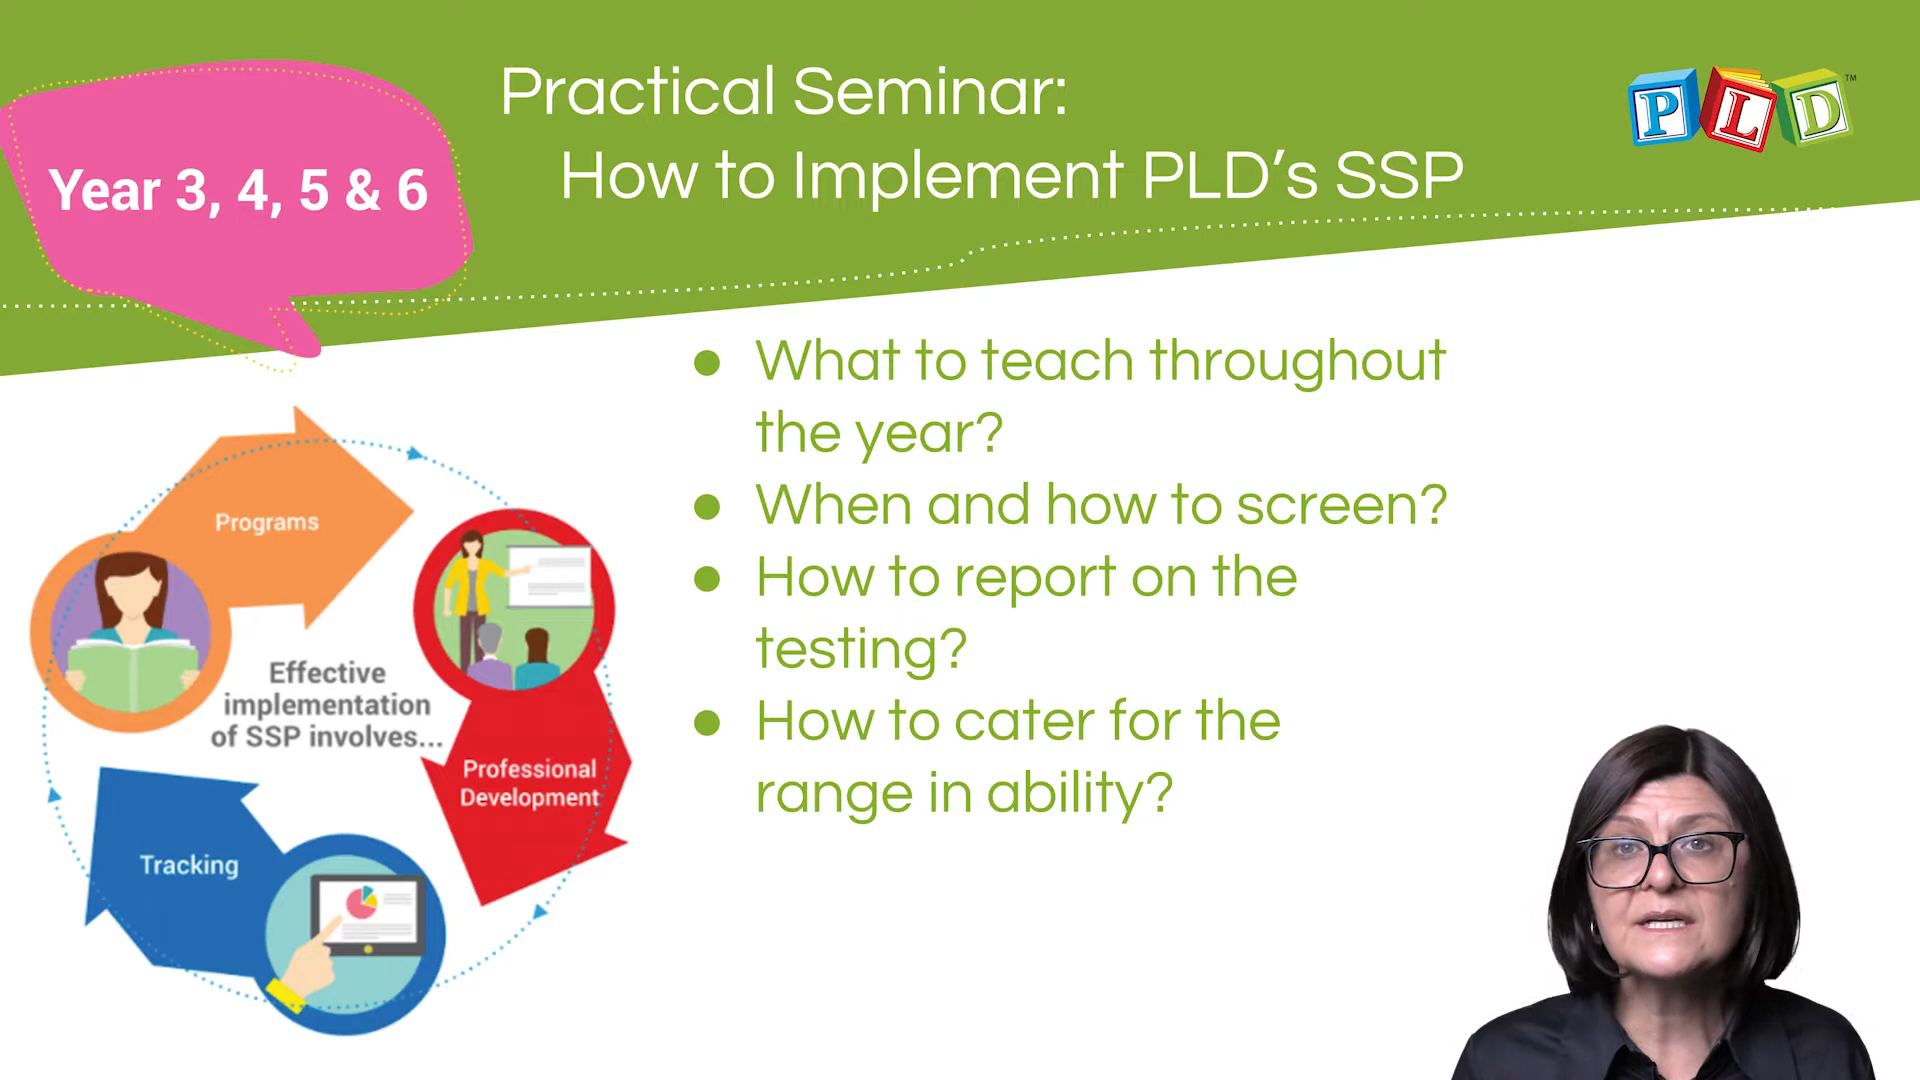 Practical Seminar:
How to Implement PLD’s SSP
PLD™
Year 3, 4, 5 & 6
● What to teach throughout
the year?
● When and how to screen?
● How to report on the
testing?
● How to cater for the
range in ability?
Programs
Effective
implementation
of SSP involves...
Professional
Development
Tracking